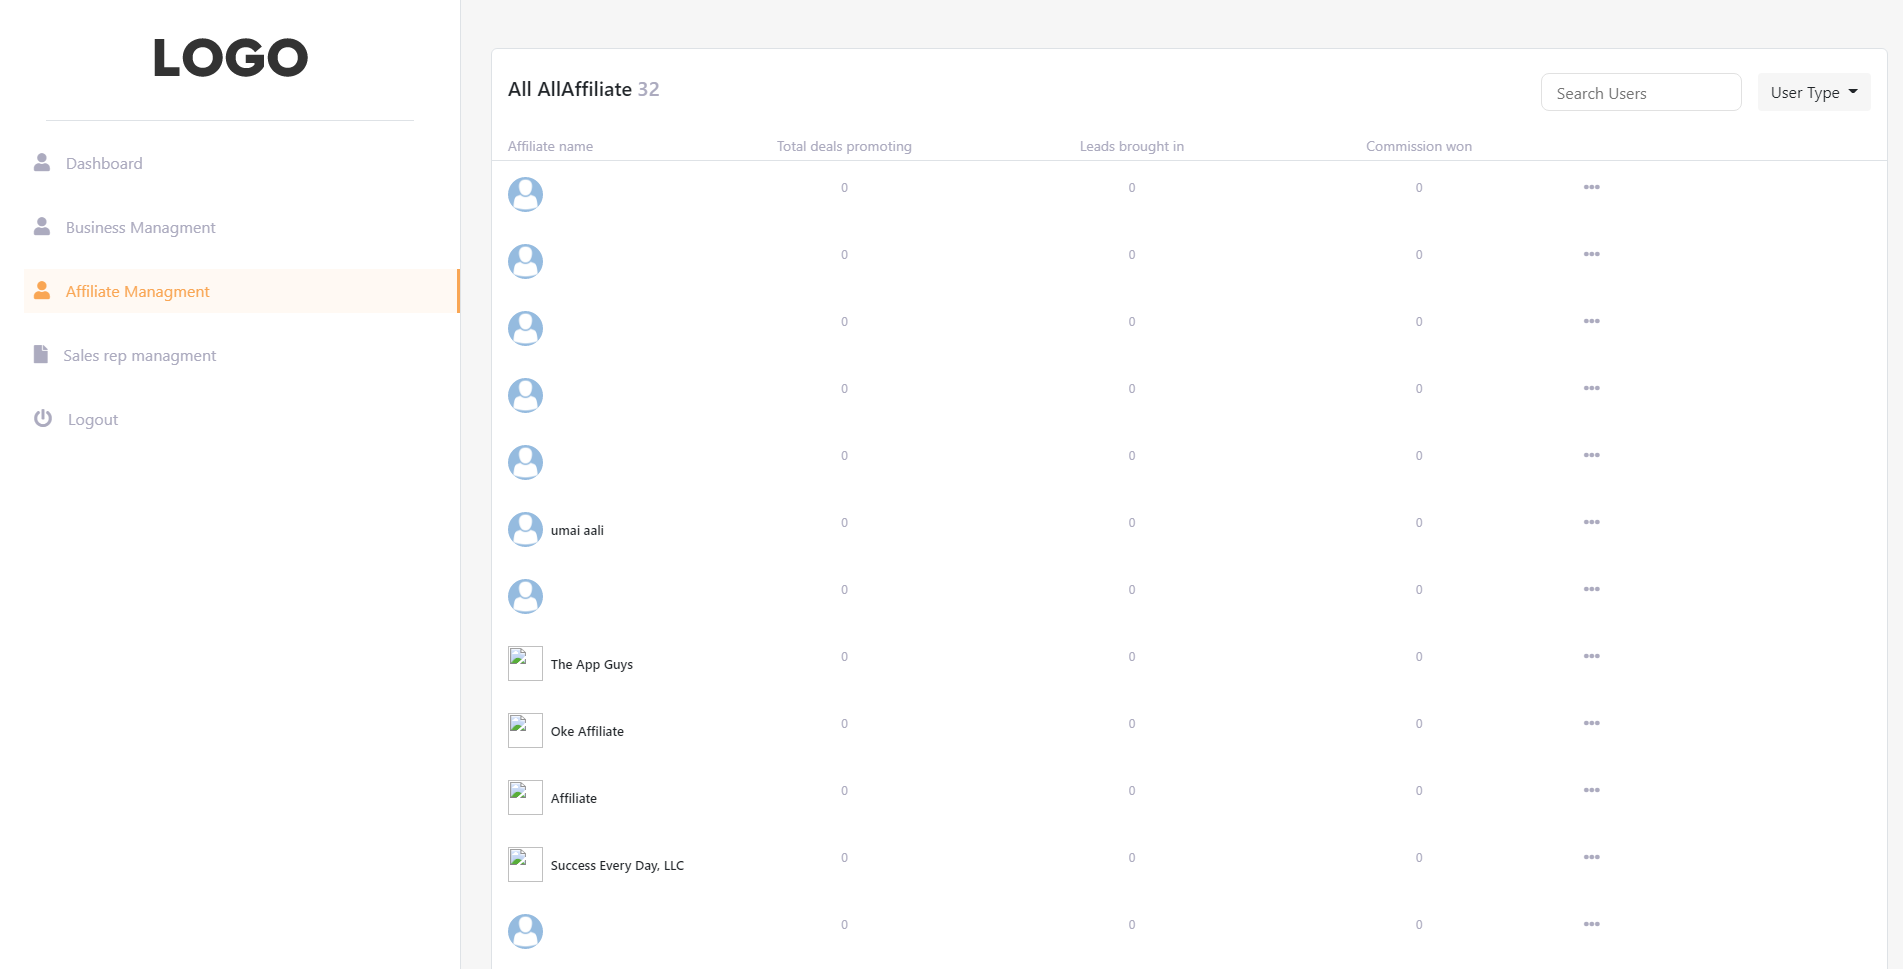 LOGO
Dashboard
Business Managment
Affiliate Managment
Sales rep managment
Logout
All AllAffiliate 32
Search Users
User Type
Affiliate name Total deals promoting Leads brought in Commission won
0 0 0
0 0 0
0 0 0
0 0 0
0 0 0
umai aali 0 0 0
0 0 0
The App Guys 0 0 0
Oke Affiliate 0 0 0
Affiliate 0 0 0
Success Every Day, LLC 0 0 0
0 0 0